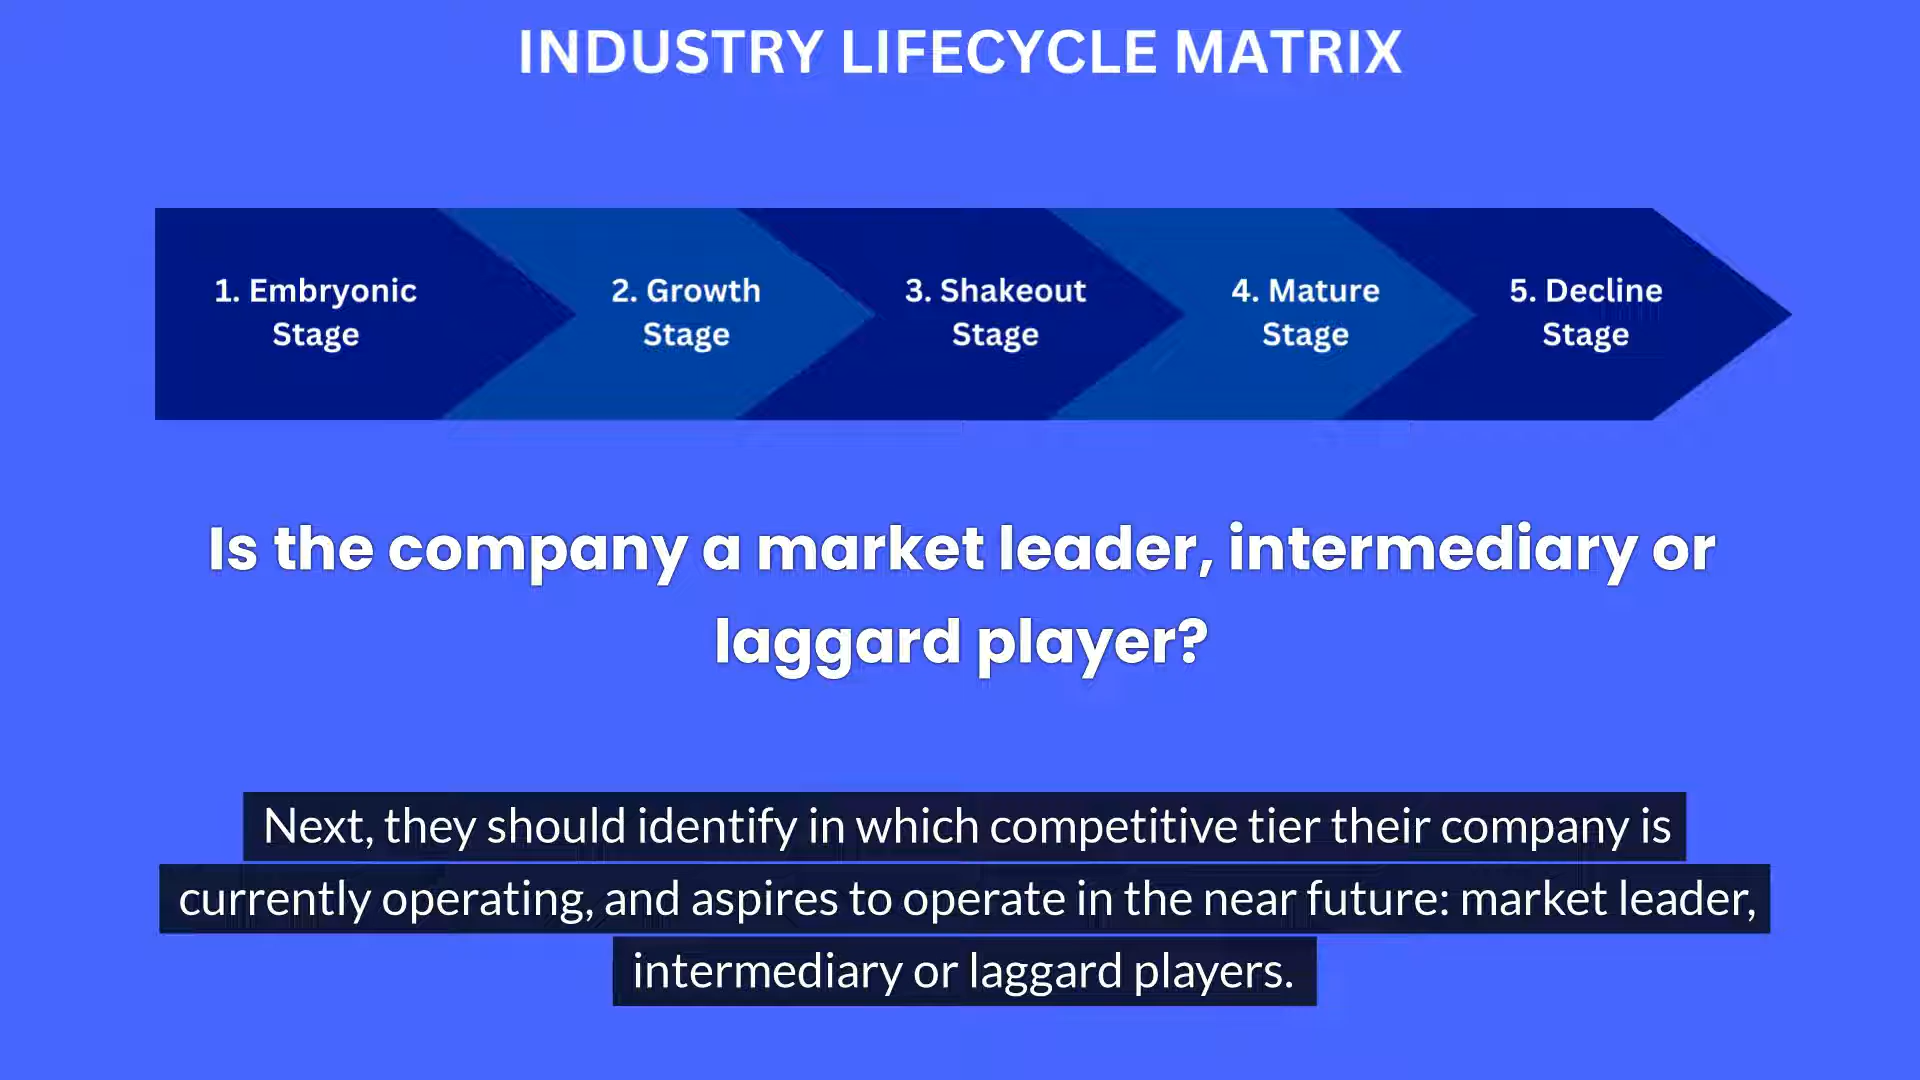 INDUSTRY LIFECYCLE MATRIX
1. Embryonic
Stage
2. Growth
Stage
3. Shakeout
Stage
4. Mature
Stage
5. Decline
Stage
Is the company a market leader, intermediary or
laggard player?
Next, they should identify in which competitive tier their company is
currently operating, and aspires to operate in the near future: market leader,
intermediary or laggard players.